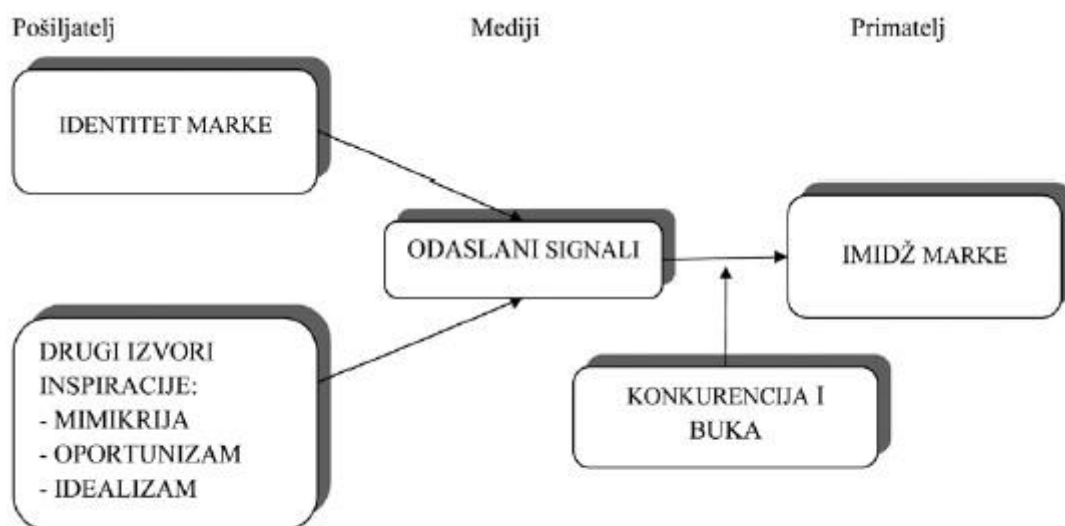 Pošiljatelj
Mediji
Primatelj
IDENTITET MARKE
ODASLANI SIGNALI
IMIDŽ MARKE
DRUGI IZVORI
INSPIRACIJE:
- MIMIKRIJA
- OPORTUNIZAM
- IDEALIZAM
KONKURENCIJA I
BUKA